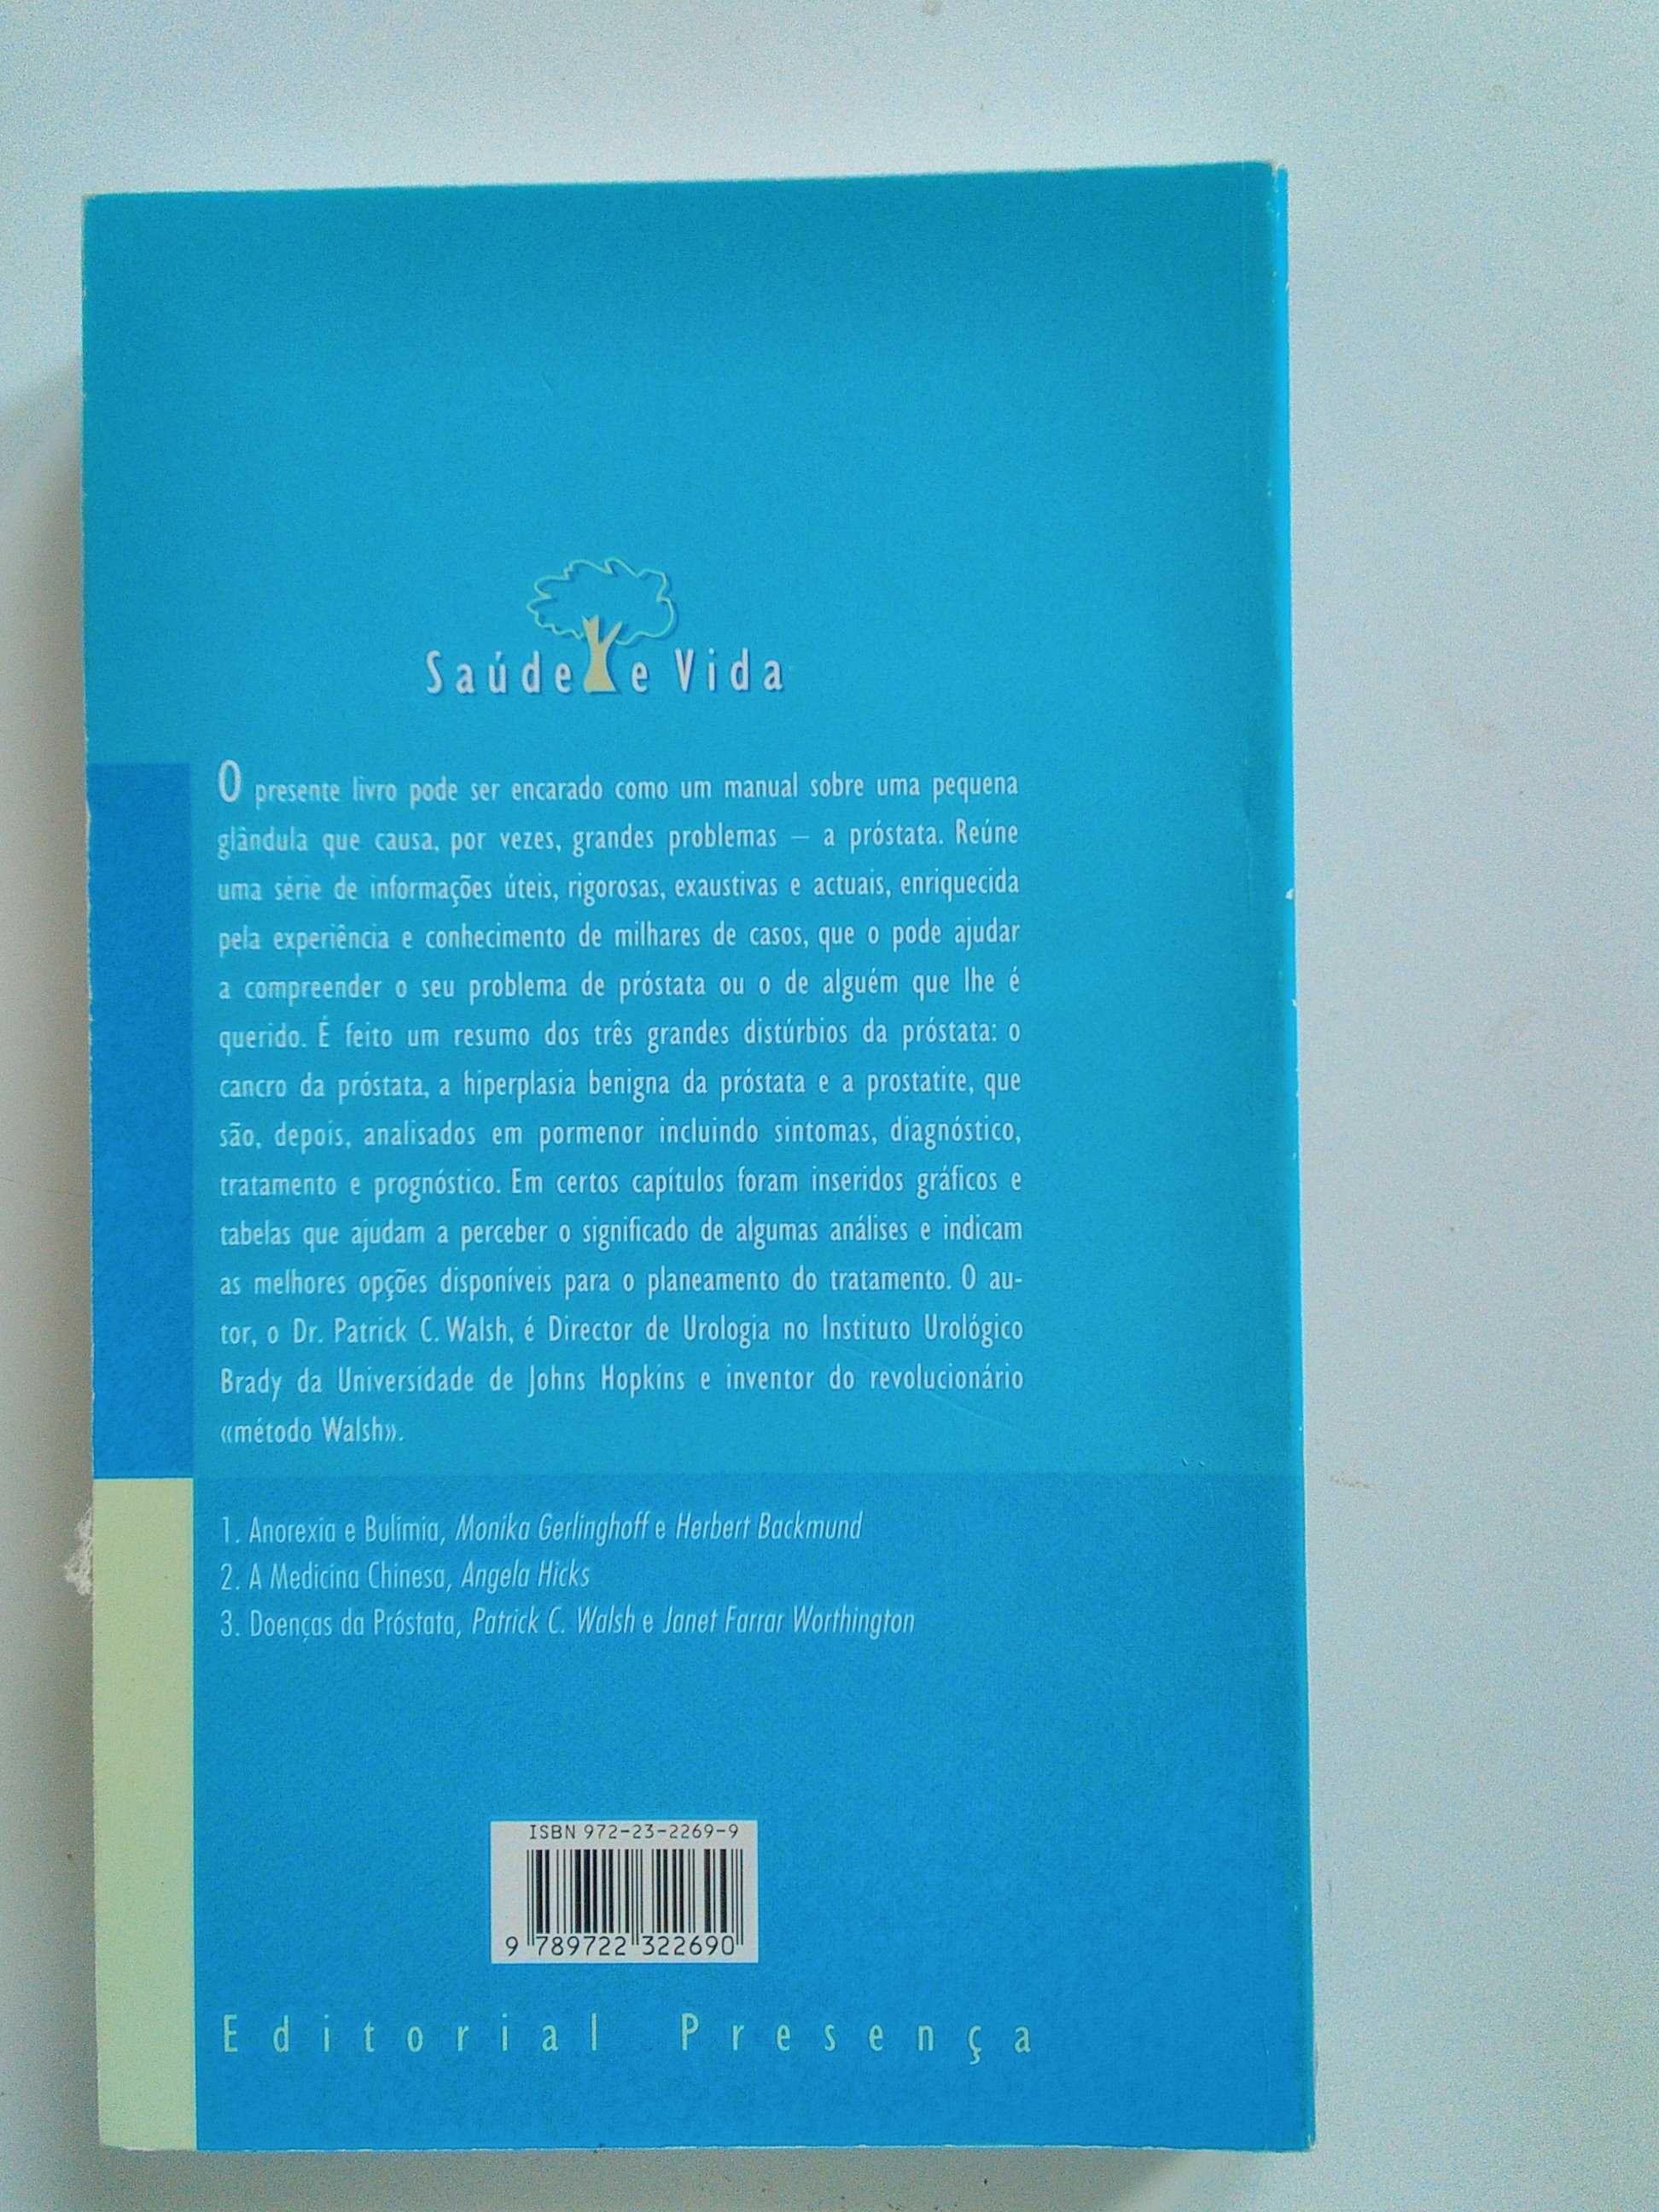 Saúde e Vida
O presente livro pode ser encarado como um manual sobre uma pequena
glândula que causa, por vezes, grandes problemas — a próstata. Reúne
uma série de informações úteis, rigorosas, exaustivas e actuais, enriquecida
pela experiência e conhecimento de milhares de casos, que o pode ajudar
a compreender o seu problema de próstata ou o de alguém que lhe é
querido. É feito um resumo dos três grandes distúrbios da próstata: o
cancro da próstata, a hiperplasia benigna da próstata e a prostatite, que
são, depois, analisados em pormenor incluindo sintomas, diagnóstico,
tratamento e prognóstico. Em certos capítulos foram inseridos gráficos e
tabelas que ajudam a perceber o significado de algumas análises e indicam
as melhores opções disponíveis para o planeamento do tratamento. O au-
tor, o Dr. Patrick C. Walsh, é Director de Urologia no Instituto Urológico
Brady da Universidade de Johns Hopkins e inventor do revolucionário
«método Walsh».
1. Anorexia e Bulimia, Monika Gerlinghoff e Herbert Backmund
2. A Medicina Chinesa, Angela Hicks
3. Doenças da Próstata, Patrick C. Walsh e Janet Farrar Worthington
ISBN 972-23-2269-9
9 789722 322690
Editorial Presença